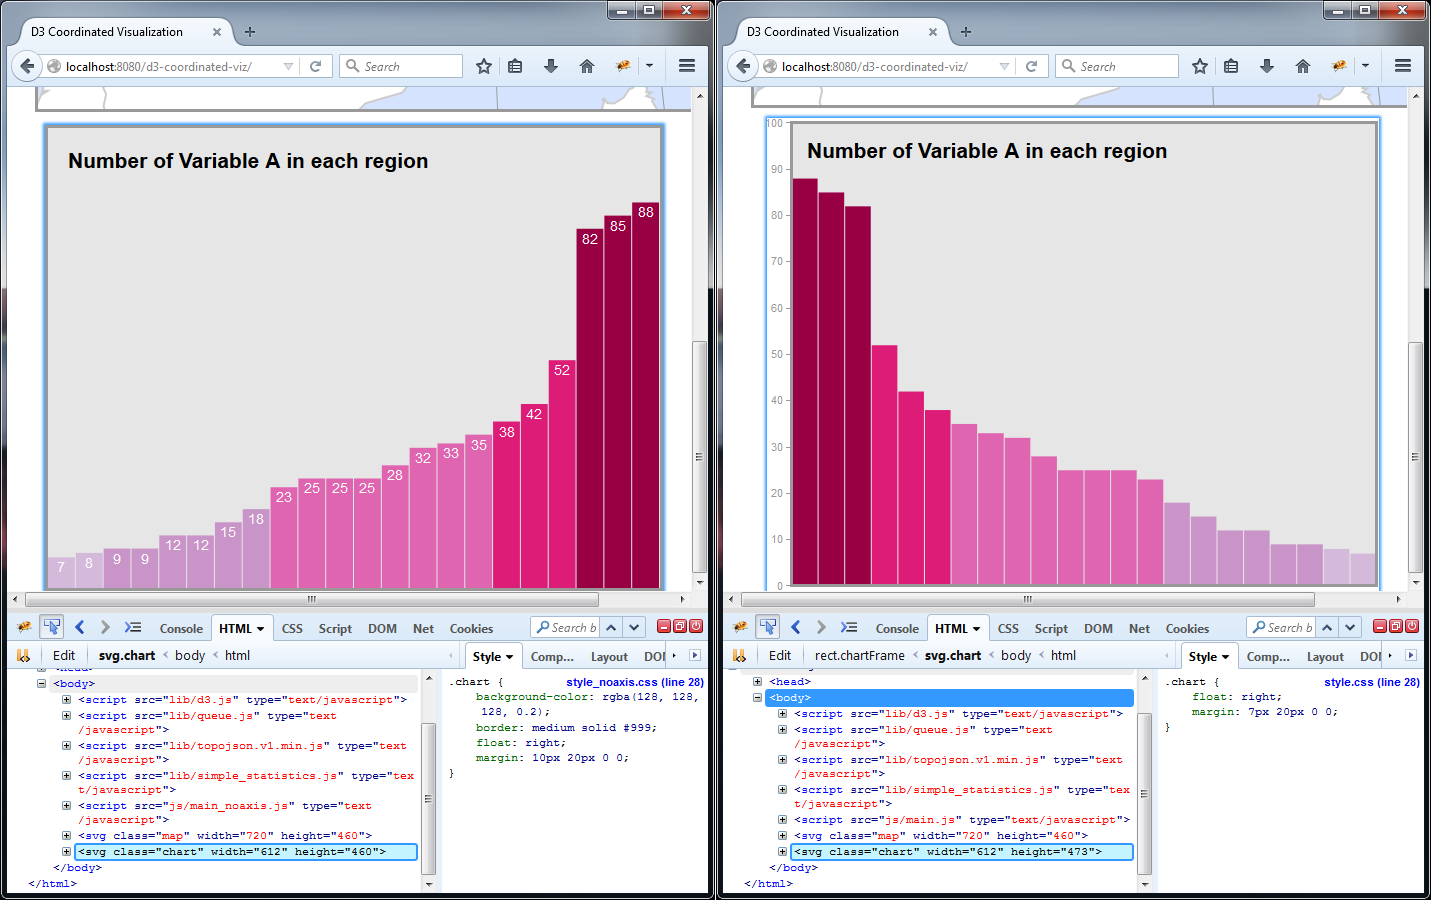 D3 Coordinated Visualization
localhost:8080/d3-coordinated-viz/
Search
Number of Variable A in each region
7 8 9 9 12 12 15 18 23 25 25 25 28 32 33 35 38 42 52 82 85 88
Console HTML CSS Script DOM Net Cookies
Search b
Edit svg.chart < body < html
Style Comp... Layout DOM
<head>
<body>
<script src="lib/d3.js" type="text/javascript">
<script src="lib/queue.js" type="text
/javascript">
<script src="lib/topojson.v1.min.js" type="text
/javascript">
<script src="lib/simple_statistics.js" type="tex
t/javascript">
<script src="js/main_noaxis.js" type="text
/javascript">
<svg class="map" width="720" height="460">
<svg class="chart" width="612" height="460">
</body>
</html>
.chart { style_noaxis.css (line 28)
background-color: rgba(128, 128,
128, 0.2);
border: medium solid #999;
float: right;
margin: 10px 20px 0 0;
}
D3 Coordinated Visualization
localhost:8080/d3-coordinated-viz/
Search
Number of Variable A in each region
100
90
80
70
60
50
40
30
20
10
0
Console HTML CSS Script DOM Net Cookies
Search b
Edit rect.chartFrame < svg.chart < body < html
Style Comp... Layout DOM
<head>
<body>
<script src="lib/d3.js" type="text/javascript">
<script src="lib/queue.js" type="text
/javascript">
<script src="lib/topojson.v1.min.js" type="text
/javascript">
<script src="lib/simple_statistics.js" type="tex
t/javascript">
<script src="js/main.js" type="text/javascript">
<svg class="map" width="720" height="460">
<svg class="chart" width="612" height="473">
</body>
</html>
.chart { style.css (line 28)
float: right;
margin: 7px 20px 0 0;
}